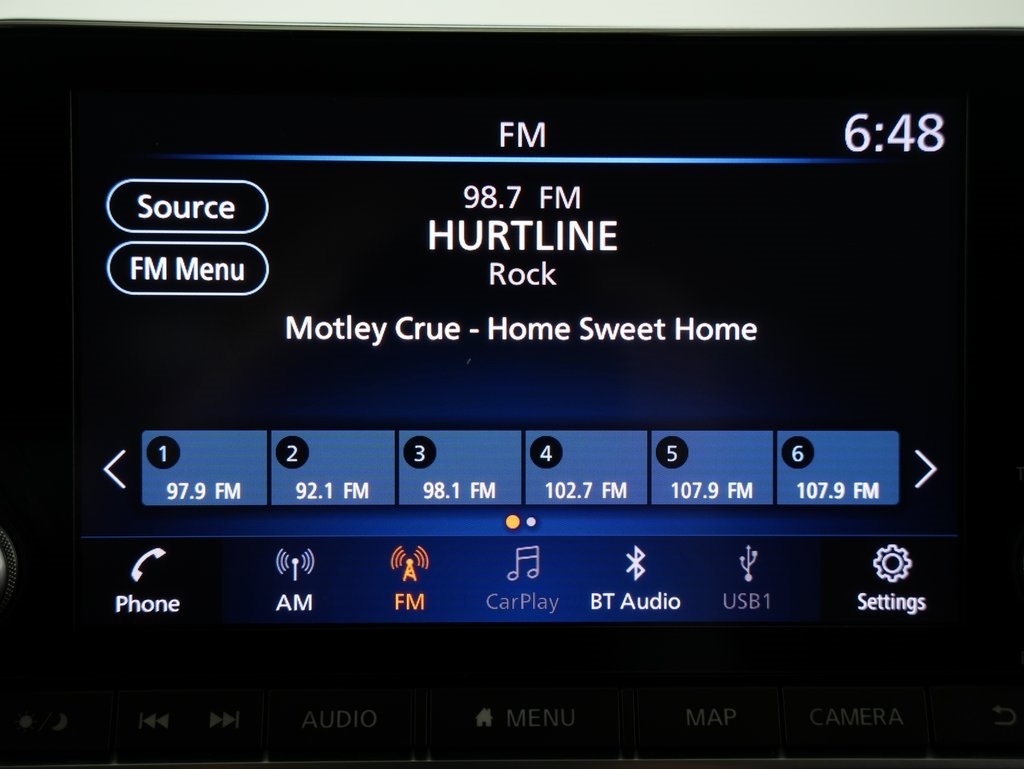 FM
6:48
Source
98.7 FM
HURTLINE
FM Menu
Rock
Motley Crue - Home Sweet Home
1
2
3
4
5
6
97.9 FM
92.1 FM
98.1 FM
102.7 FM
107.9 FM
107.9 FM
Phone
AM
FM
CarPlay
BT Audio
USB1
Settings
AUDIO
MENU
MAP
CAMERA